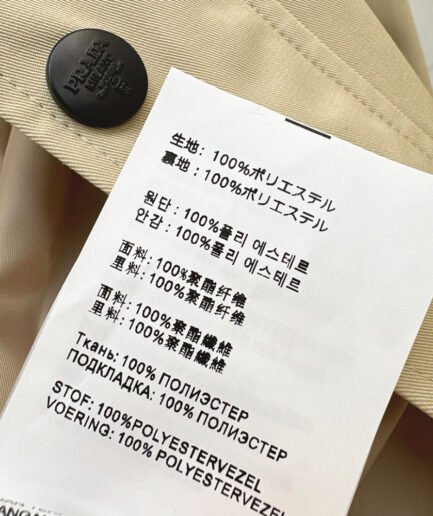 PRADA
MILANO
生地: 100%ポリエステル
裏地: 100%ポリエステル
원단: 100%폴리 에스테르
안감: 100%폴리 에스테르
面料: 100%聚酯纤维
里料: 100%聚酯纤维
面料: 100%聚酯纖維
里料: 100%聚酯纖維
Ткань: 100% ПОЛИЭСТЕР
ПОДКЛАДКА: 100% ПОЛИЭСТЕР
STOF: 100%POLYESTERVEZEL
VOERING: 100% POLYESTERVEZEL